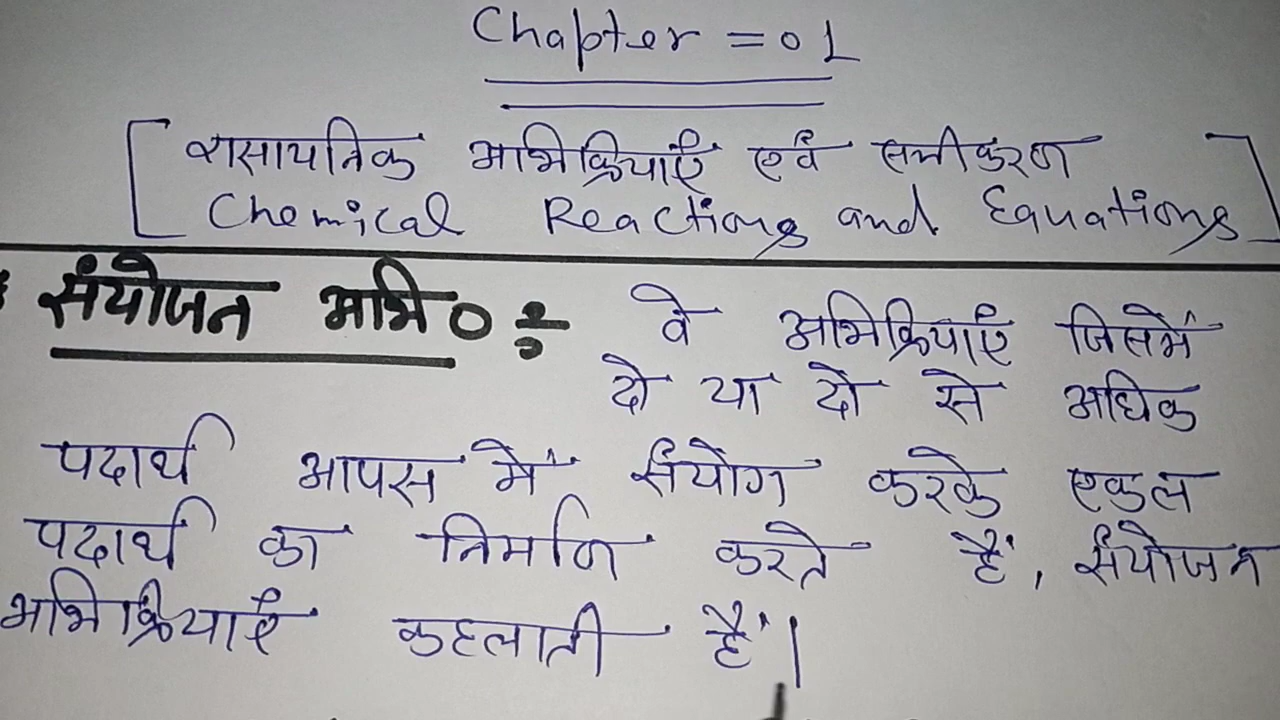 Chapter = 01
रासायनिक अभिक्रियाएँ एवं समीकरण
Chemical Reactions and Equations
संयोजन अभि० :- वे अभिक्रियाएँ जिसमें
दो या दो से अधिक
पदार्थ आपस में संयोग करके एकल
पदार्थ का निर्माण करते हैं, संयोजन
अभिक्रियाएँ कहलाती हैं।